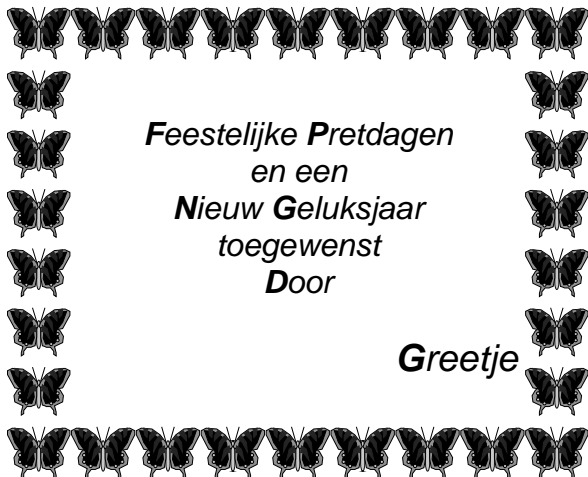 Feestelijke Pretdagen
en een
Nieuw Geluksjaar
toegewenst
Door
Greetje